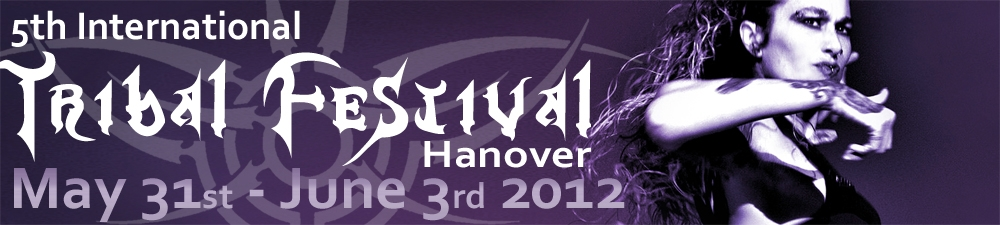 5th International
Tribal Festival
Hanover
May 31st - June 3rd 2012